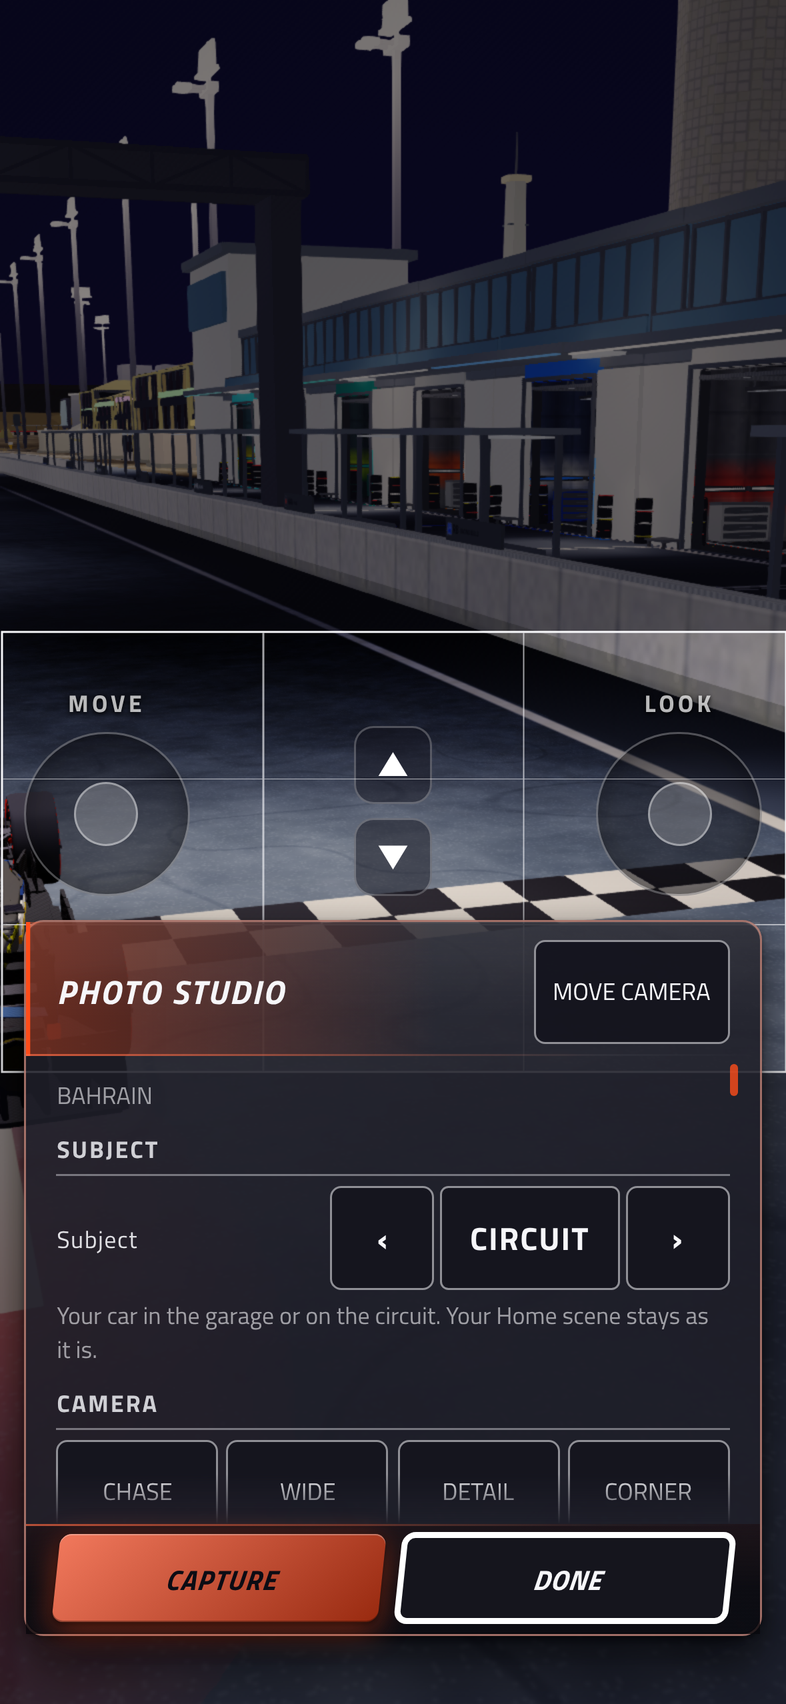 MOVE
LOOK
PHOTO STUDIO
MOVE CAMERA
BAHRAIN
SUBJECT
Subject
‹
CIRCUIT
›
Your car in the garage or on the circuit. Your Home scene stays as
it is.
CAMERA
CHASE
WIDE
DETAIL
CORNER
CAPTURE
DONE